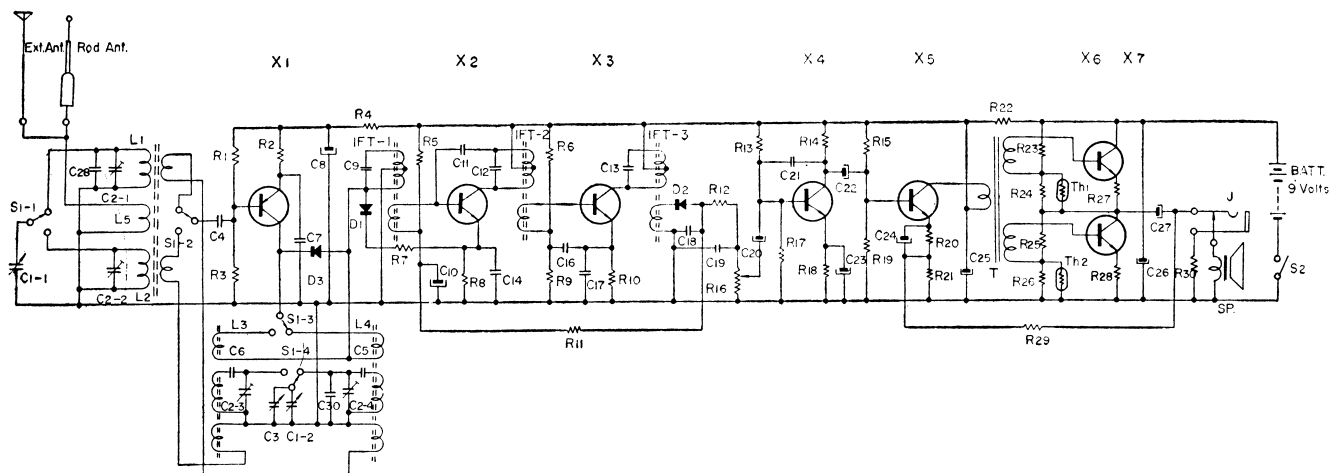 Ext.Ant. Rod Ant.
X1 X2 X3 X4 X5 X6 X7
R4 R22
L1 IFT-1 R5 IFT-2 R6 IFT-3
R1 R2 C8 C9 C11 C12 C13 R13 R14 R15 R23
C28 C2-1 D2 R12 C21 C22 R24 Th1 R27 BATT.
9 Volts
S1-1 L5 S1-2 C4 D1 J
C7 R7 C16 C18 C19 C20 R17 C24 R20 C27
C1-1 C2-2 L2 R3 D3 C10 R8 C14 R9 C17 R10 R16 R18 C23 R19 R21 C25 T R25 R26 Th2 R28 C26 R30 S2
SP.
L3 S1-3 L4 R11 R29
C6 S1-4 C5
C2-3 C3 C1-2 C30 C2-4